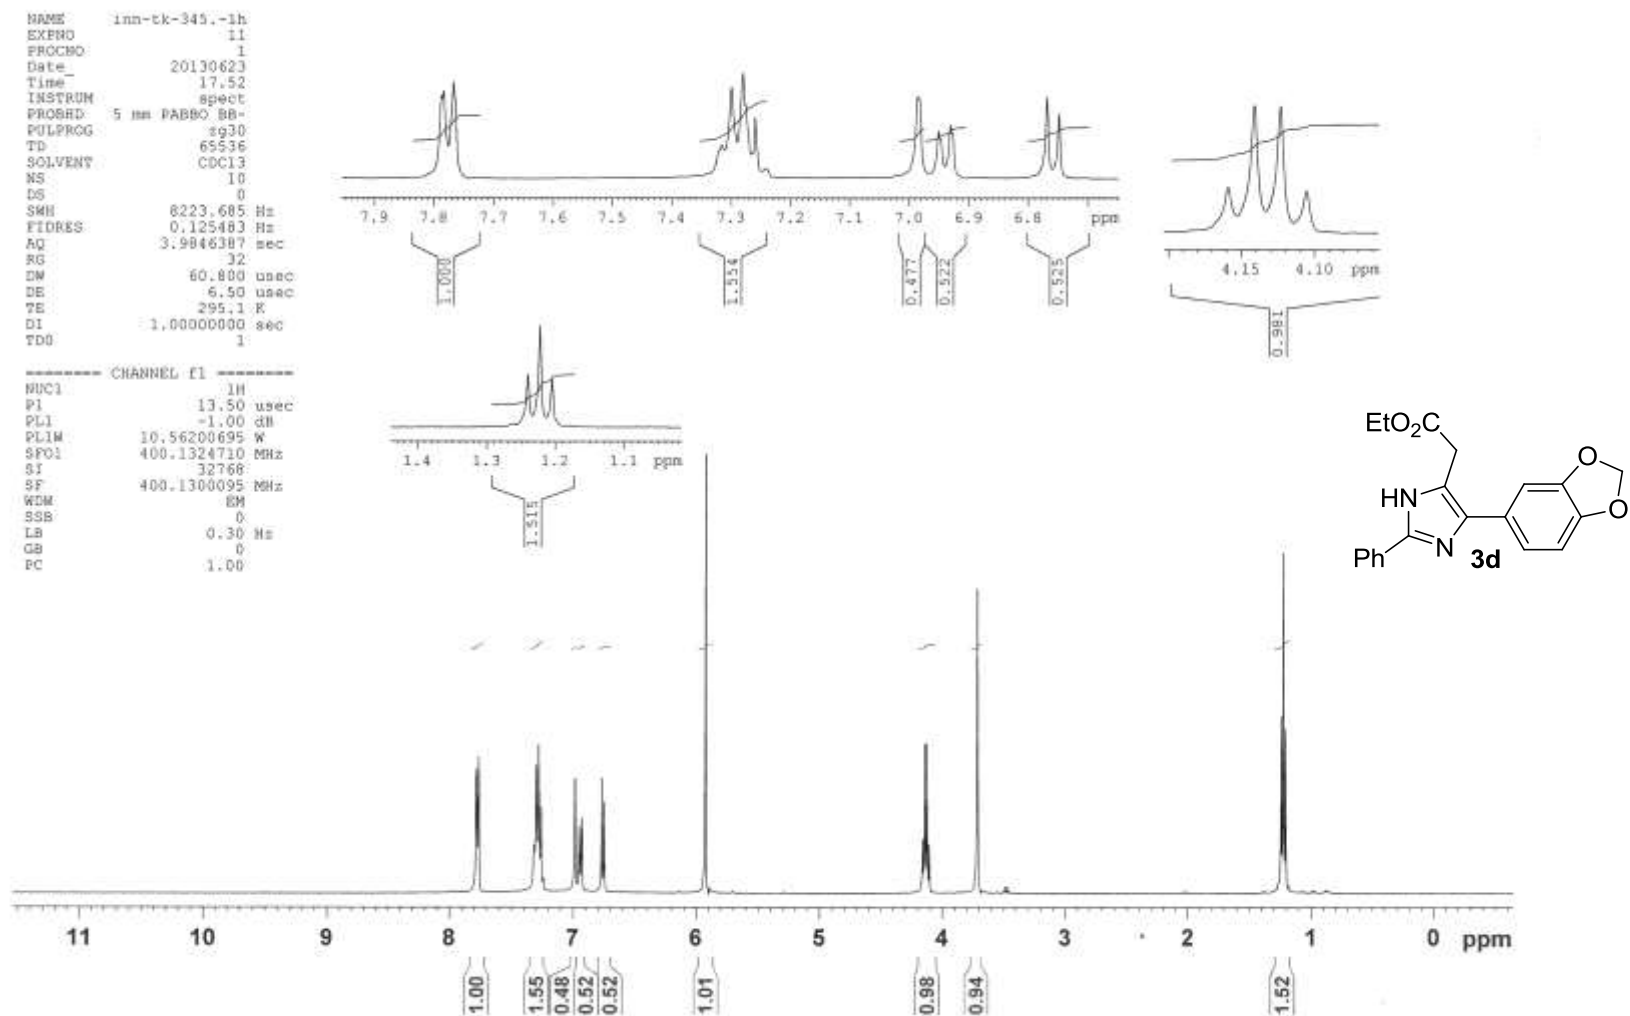 NAME inn-tk-345.-1h
EXPNO 11
PROCNO 1
Date_ 20130623
Time 17.52
INSTRUM spect
PROBHD 5 mm PABBO BB-
PULPROG zg30
TD 65536
SOLVENT CDCl3
NS 10
DS 0
SWH 8223.685 Hz
FIDRES 0.125483 Hz
AQ 3.9846387 sec
RG 32
DW 60.800 usec
DE 6.50 usec
TE 295.1 K
D1 1.00000000 sec
TD0 1
======== CHANNEL f1 ========
NUC1 1H
P1 13.50 usec
PL1 -1.00 dB
PL1W 10.56200695 W
SFO1 400.1324710 MHz
SI 32768
SF 400.1300095 MHz
WDW EM
SSB 0
LB 0.30 Hz
GB 0
PC 1.00
7.9 7.8 7.7 7.6 7.5 7.4 7.3 7.2 7.1 7.0 6.9 6.8 ppm
1.000 1.554 0.477 0.522 0.525
4.15 4.10 ppm
0.981
1.4 1.3 1.2 1.1 ppm
1.515
EtO2C
O
HN
O
N
Ph
3d
11 10 9 8 7 6 5 4 3 2 1 0 ppm
1.00 1.55 0.48 0.52 0.52 1.01 0.98 0.94 1.52